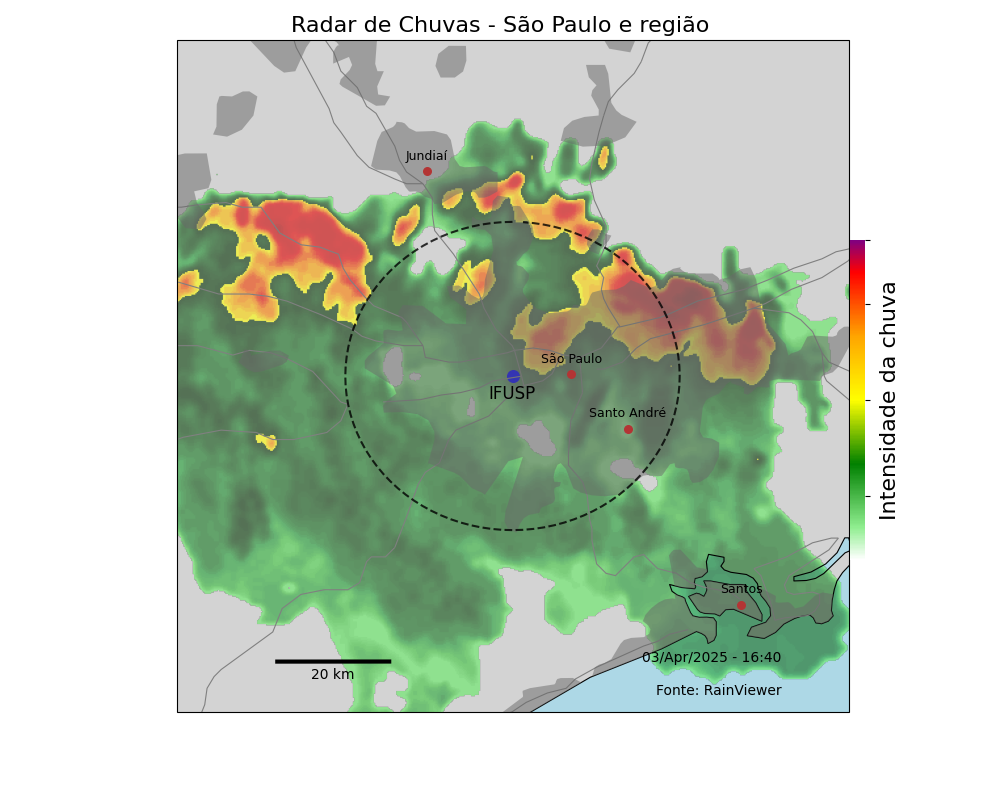 Radar de Chuvas - São Paulo e região
Jundiaí
São Paulo
IFUSP
Santo André
Intensidade da chuva
Santos
03/Apr/2025 - 16:40
20 km
Fonte: RainViewer